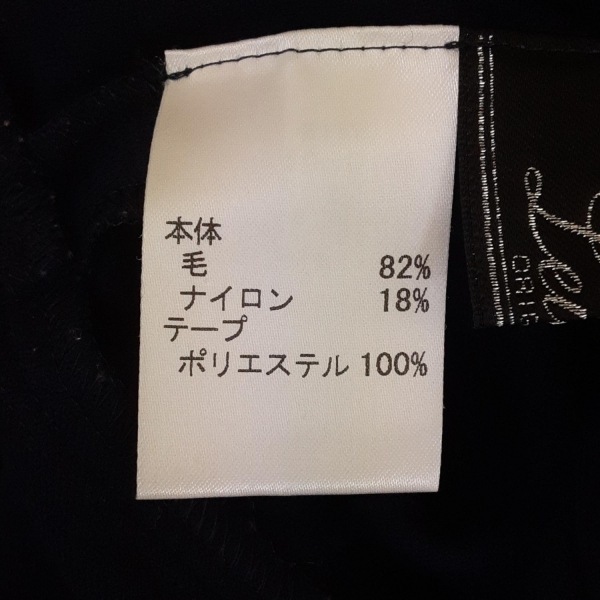 本体
毛 82%
ナイロン 18%
テープ
ポリエステル 100%